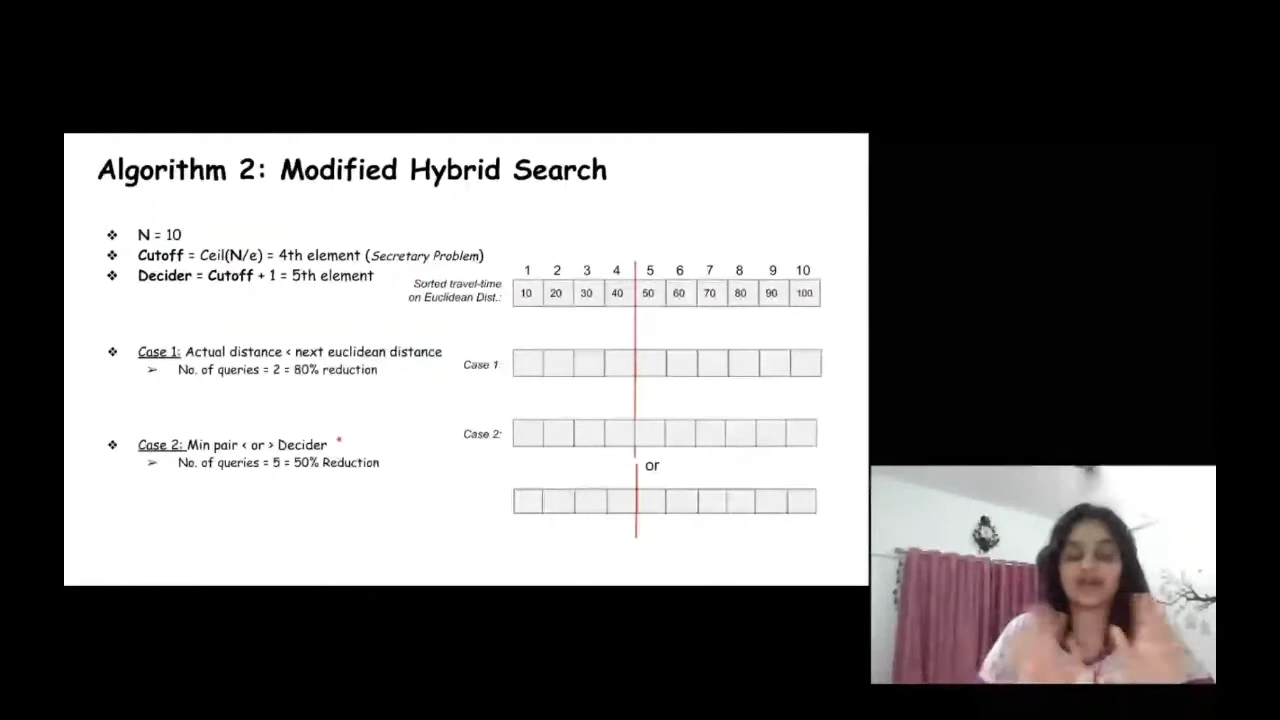 Algorithm 2: Modified Hybrid Search
❖ N = 10
❖ Cutoff = Ceil(N/e) = 4th element (Secretary Problem)
❖ Decider = Cutoff + 1 = 5th element
1 2 3 4 5 6 7 8 9 10
Sorted travel-time
on Euclidean Dist.:
10 20 30 40 50 60 70 80 90 100
❖ Case 1: Actual distance < next euclidean distance
➢ No. of queries = 2 = 80% reduction
Case 1:
❖ Case 2: Min pair < or > Decider *
➢ No. of queries = 5 = 50% Reduction
Case 2:
or